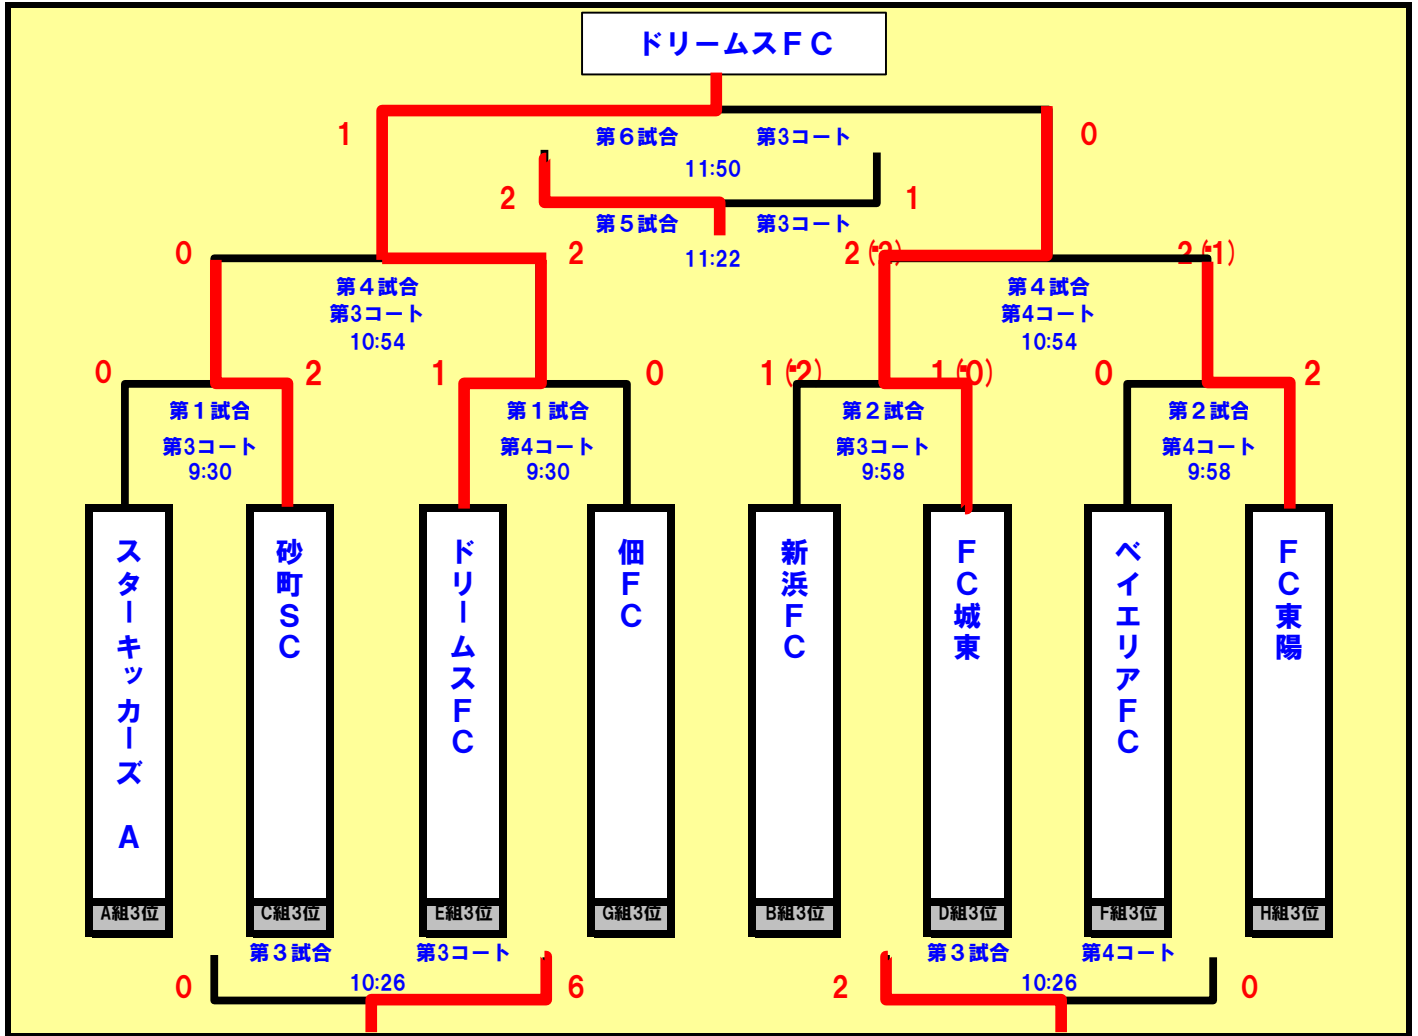 ドリームスFC
1
第6試合 第3コート
0
11:50
2
第5試合 第3コート
1
11:22
0
2
2(2)
2(1)
第4試合
第3コート
10:54
第4試合
第4コート
10:54
0
2
1
0
1(2)
1(0)
0
2
第1試合
第3コート
9:30
第1試合
第4コート
9:30
第2試合
第3コート
9:58
第2試合
第4コート
9:58
スターキッカーズ A
砂町SC
ドリームスFC
佃FC
新浜FC
FC城東
ベイエリアFC
FC東陽
A組3位
C組3位
E組3位
G組3位
B組3位
D組3位
F組3位
H組3位
第3試合 第3コート
0
10:26
6
第3試合 第4コート
2
10:26
0